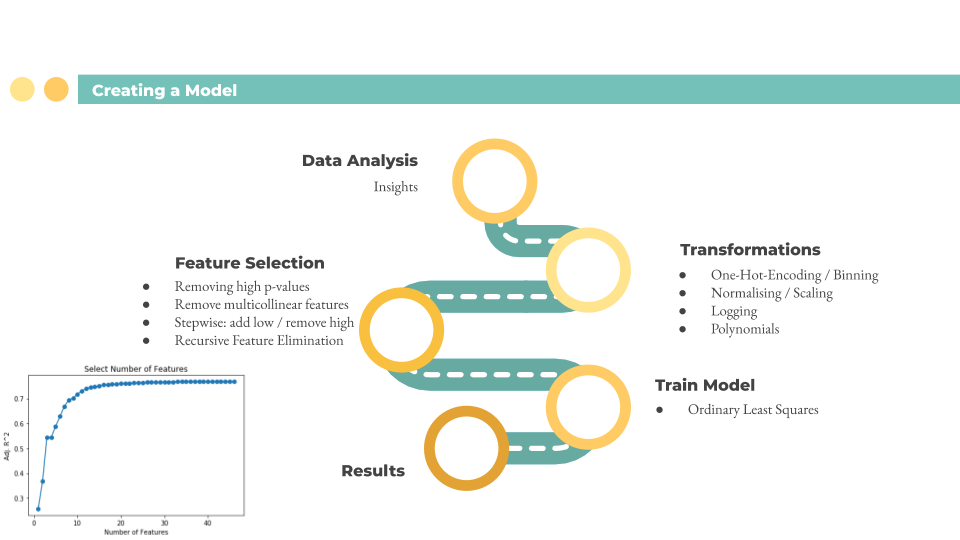 Creating a Model
Data Analysis
Insights
Transformations
● One-Hot-Encoding / Binning
● Normalising / Scaling
● Logging
● Polynomials
Feature Selection
● Removing high p-values
● Remove multicollinear features
● Stepwise: add low / remove high
● Recursive Feature Elimination
Train Model
● Ordinary Least Squares
Results
Select Number of Features
Adj. R^2
0.7
0.6
0.5
0.4
0.3
0 10 20 30 40
Number of Features